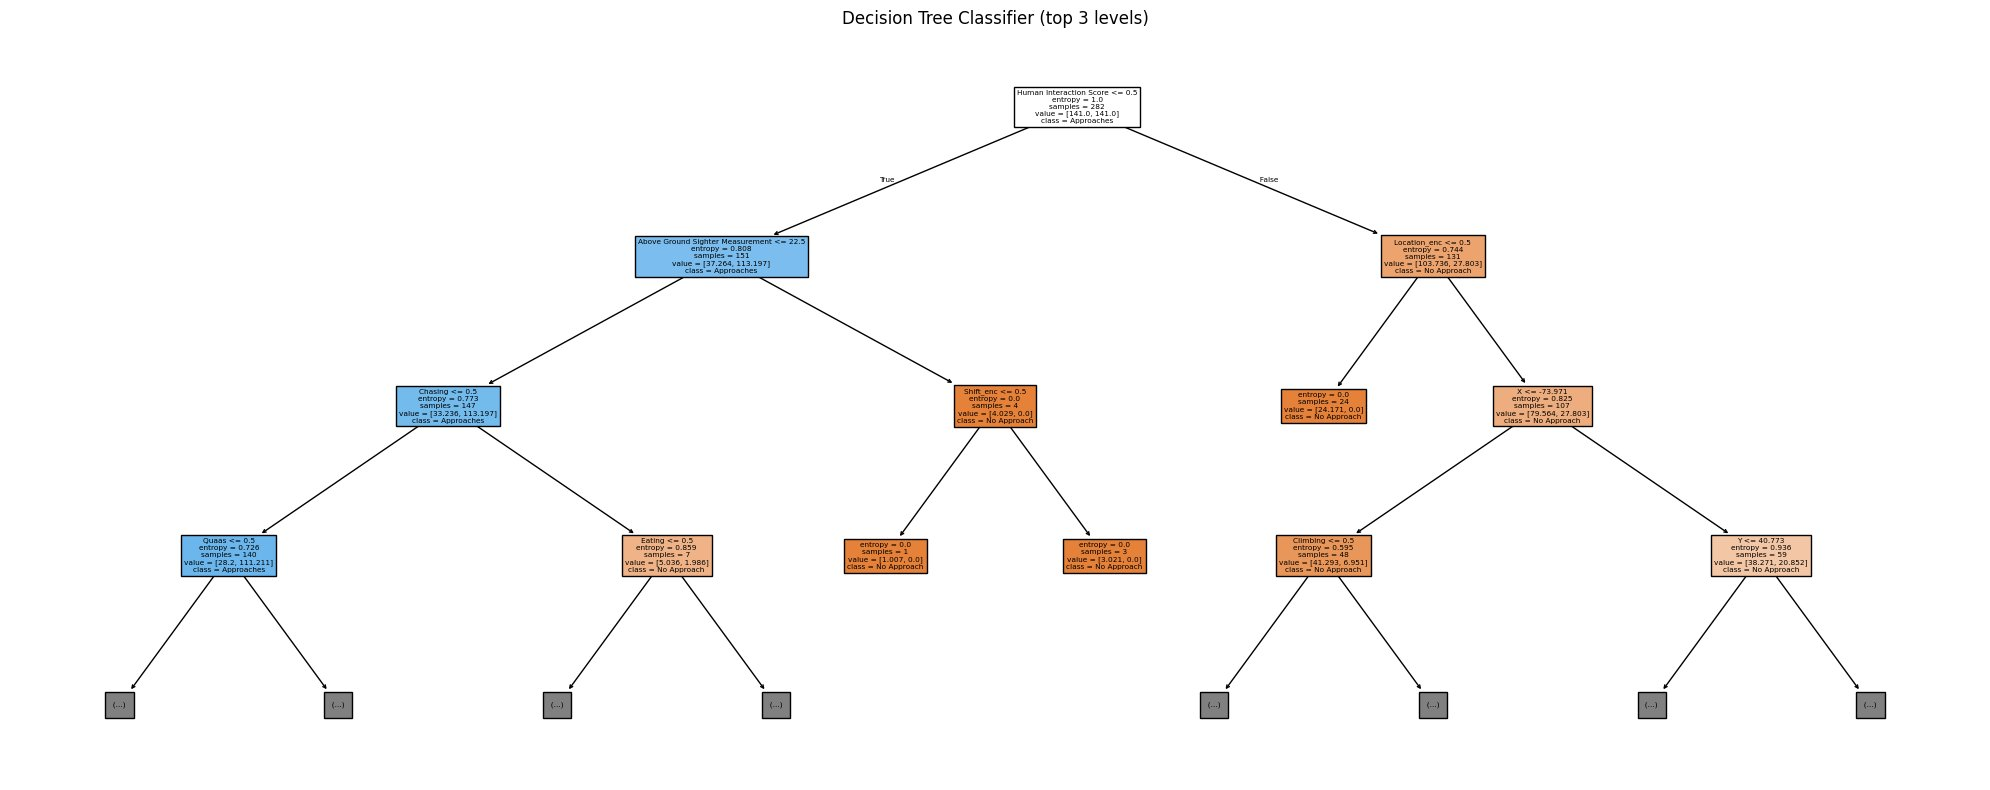 Decision Tree Classifier (top 3 levels)
Human Interaction Score <= 0.5
entropy = 1.0
samples = 282
value = [141.0, 141.0]
class = Approaches
True
False
Above Ground Sighter Measurement <= 22.5
entropy = 0.808
samples = 151
value = [37.264, 113.197]
class = Approaches
Location_enc <= 0.5
entropy = 0.744
samples = 131
value = [103.736, 27.803]
class = No Approach
Chasing <= 0.5
entropy = 0.773
samples = 147
value = [33.236, 113.197]
class = Approaches
Shift_enc <= 0.5
entropy = 0.0
samples = 4
value = [4.029, 0.0]
class = No Approach
entropy = 0.0
samples = 24
value = [24.171, 0.0]
class = No Approach
X <= -73.971
entropy = 0.825
samples = 107
value = [79.564, 27.803]
class = No Approach
Quaas <= 0.5
entropy = 0.726
samples = 140
value = [28.2, 111.211]
class = Approaches
Eating <= 0.5
entropy = 0.859
samples = 7
value = [5.036, 1.986]
class = No Approach
entropy = 0.0
samples = 1
value = [1.007, 0.0]
class = No Approach
entropy = 0.0
samples = 3
value = [3.021, 0.0]
class = No Approach
Climbing <= 0.5
entropy = 0.595
samples = 48
value = [41.293, 6.951]
class = No Approach
Y <= 40.773
entropy = 0.936
samples = 59
value = [38.271, 20.852]
class = No Approach
(...)
(...)
(...)
(...)
(...)
(...)
(...)
(...)